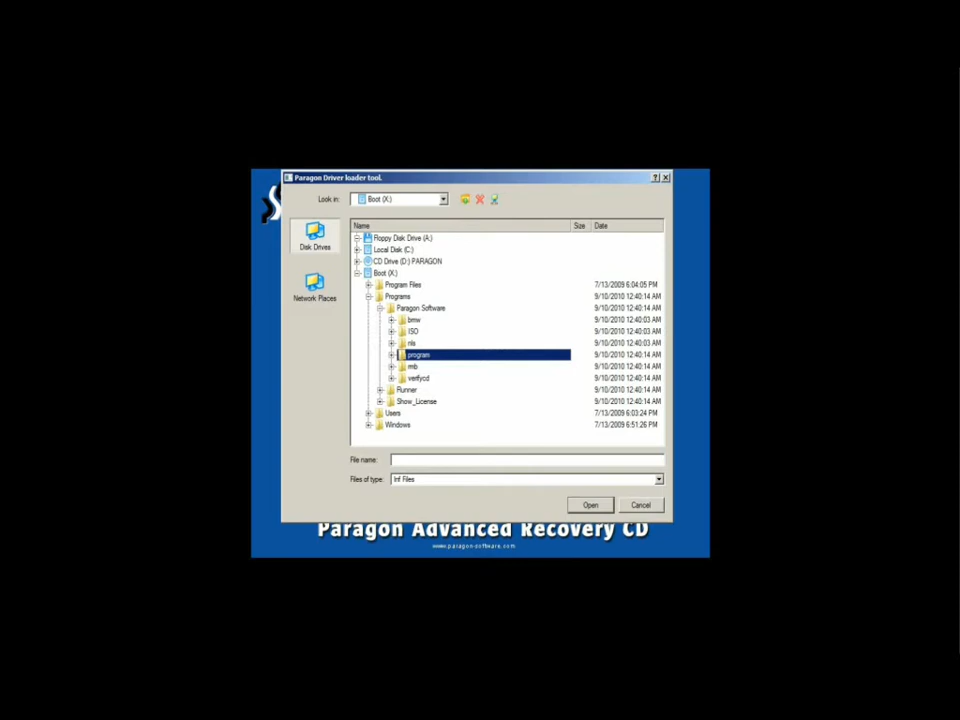 Paragon Driver loader tool.
Look in: Boot (X:)
Disk Drives
Network Places
Name Size Date
Floppy Disk Drive (A:)
Local Disk (C:)
CD Drive (D:) PARAGON
Boot (X:)
Program Files 7/13/2009 6:04:05 PM
Programs 9/10/2010 12:40:14 AM
Paragon Software 9/10/2010 12:40:14 AM
bmw 9/10/2010 12:40:03 AM
ISO 9/10/2010 12:40:03 AM
nls 9/10/2010 12:40:03 AM
program 9/10/2010 12:40:14 AM
rmb 9/10/2010 12:40:14 AM
verifycd 9/10/2010 12:40:14 AM
Runner 9/10/2010 12:40:14 AM
Show_License 9/10/2010 12:40:14 AM
Users 7/13/2009 6:03:24 PM
Windows 7/13/2009 6:51:26 PM
File name:
Files of type: Inf Files
Open Cancel
Paragon Advanced Recovery CD
www.paragon-software.com